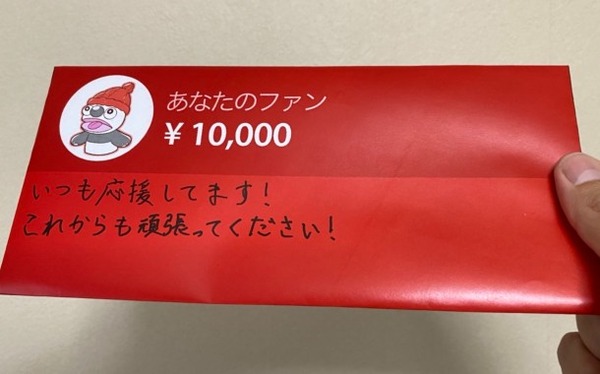 あなたのファン
¥ 10,000
いつも応援してます!
これからも頑張ってください!